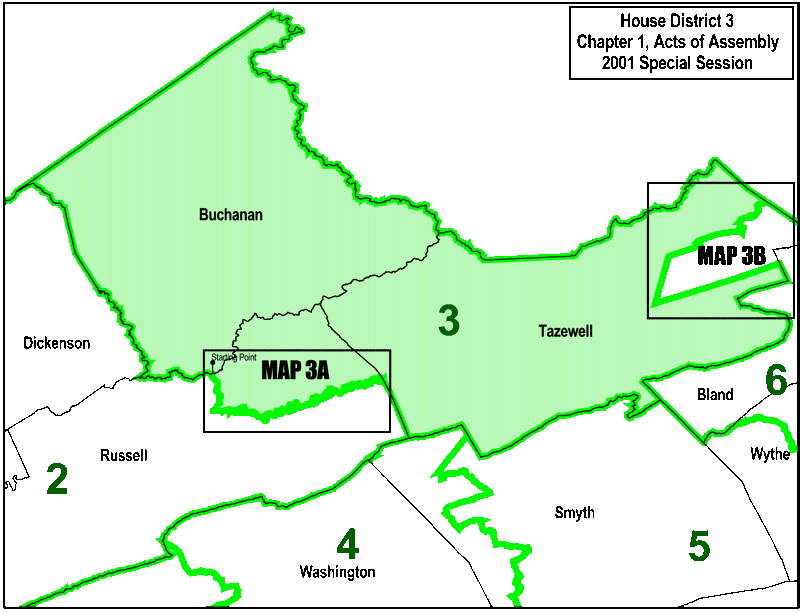 House District 3
Chapter 1, Acts of Assembly
2001 Special Session
Buchanan
MAP 3B
3
Tazewell
Dickenson
Starting Point
MAP 3A
6
Bland
Russell
Wythe
2
Smyth
4
5
Washington